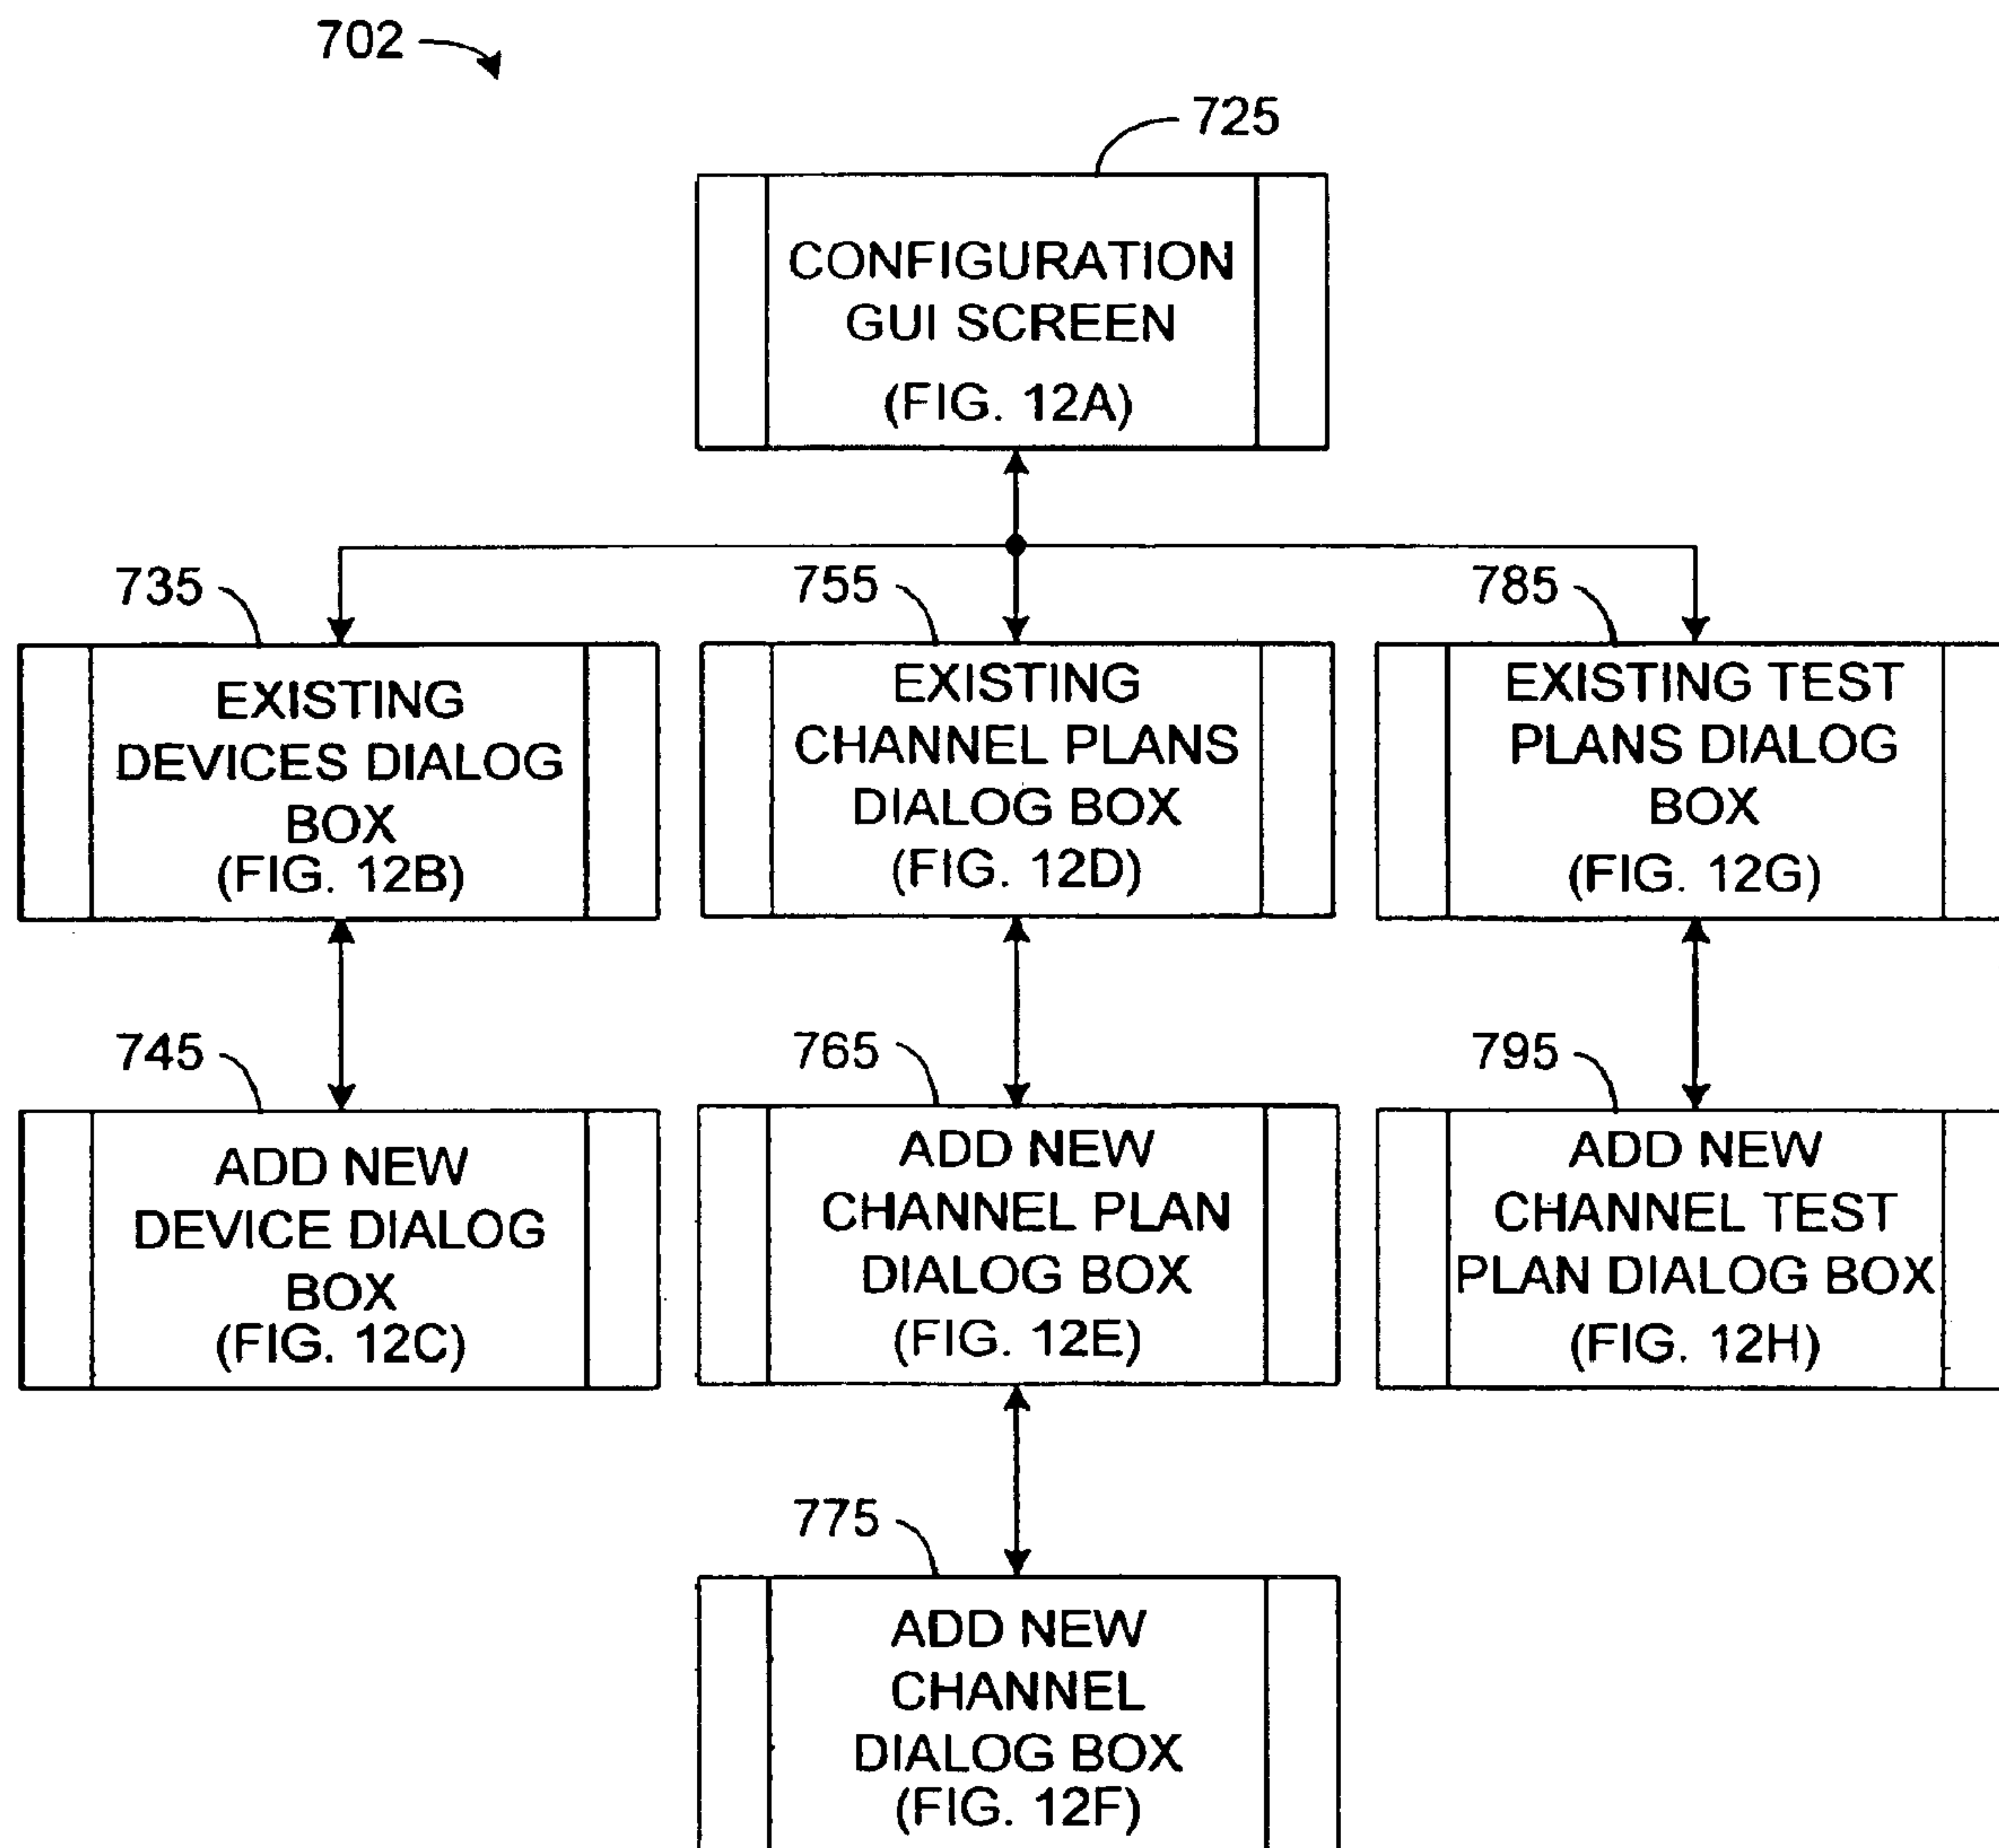 702
725
CONFIGURATION
GUI SCREEN
(FIG. 12A)
735
EXISTING
DEVICES DIALOG
BOX
(FIG. 12B)
755
EXISTING
CHANNEL PLANS
DIALOG BOX
(FIG. 12D)
785
EXISTING TEST
PLANS DIALOG
BOX
(FIG. 12G)
745
ADD NEW
DEVICE DIALOG
BOX
(FIG. 12C)
765
ADD NEW
CHANNEL PLAN
DIALOG BOX
(FIG. 12E)
795
ADD NEW
CHANNEL TEST
PLAN DIALOG BOX
(FIG. 12H)
775
ADD NEW
CHANNEL
DIALOG BOX
(FIG. 12F)